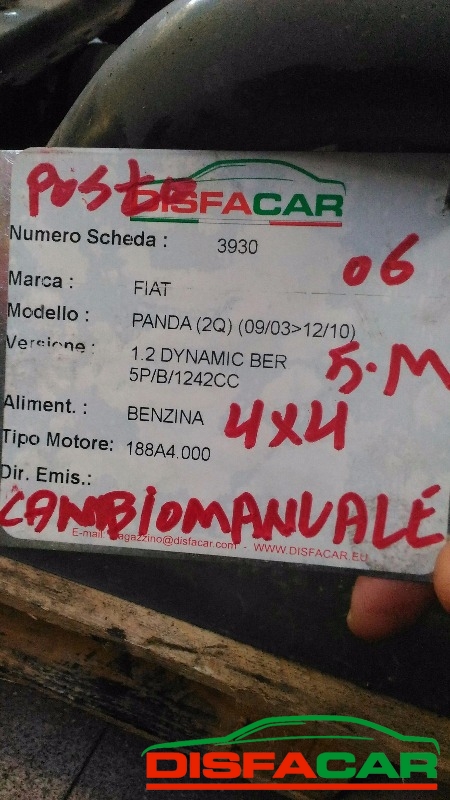 POSTE
DISFACAR
Numero Scheda : 3930
06
Marca : FIAT
Modello : PANDA (2Q) (09/03>12/10)
Versione : 1.2 DYNAMIC BER
5P/B/1242CC
5.M
Aliment. : BENZINA
4X4
Tipo Motore: 188A4.000
Dir. Emis.:
CAMBIOMANUALE
E-mail: magazzino@disfacar.com - WWW.DISFACAR.EU
DISFACAR